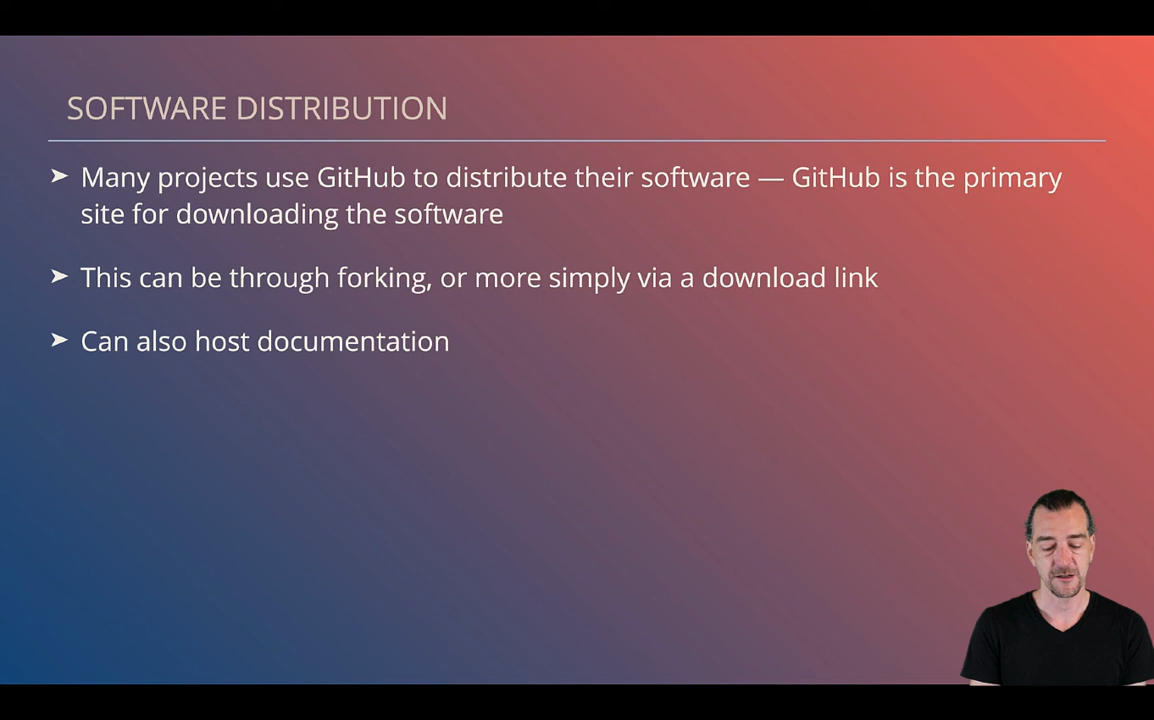 SOFTWARE DISTRIBUTION
➤ Many projects use GitHub to distribute their software — GitHub is the primary
site for downloading the software
➤ This can be through forking, or more simply via a download link
➤ Can also host documentation